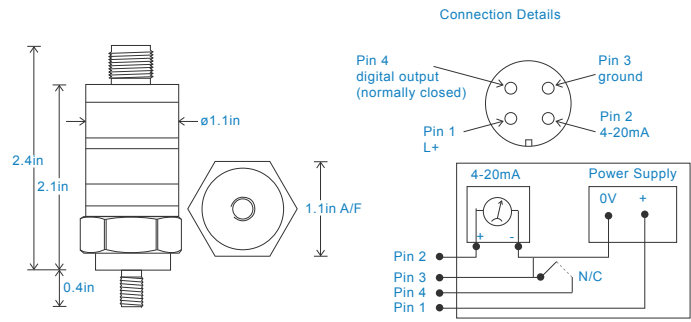 Connection Details
Pin 4
digital output
(normally closed)
Pin 3
ground
Pin 1
L+
Pin 2
4-20mA
2.4in
2.1in
ø1.1in
1.1in A/F
0.4in
4-20mA
Power Supply
0V +
+ -
Pin 2
Pin 3
N/C
Pin 4
Pin 1